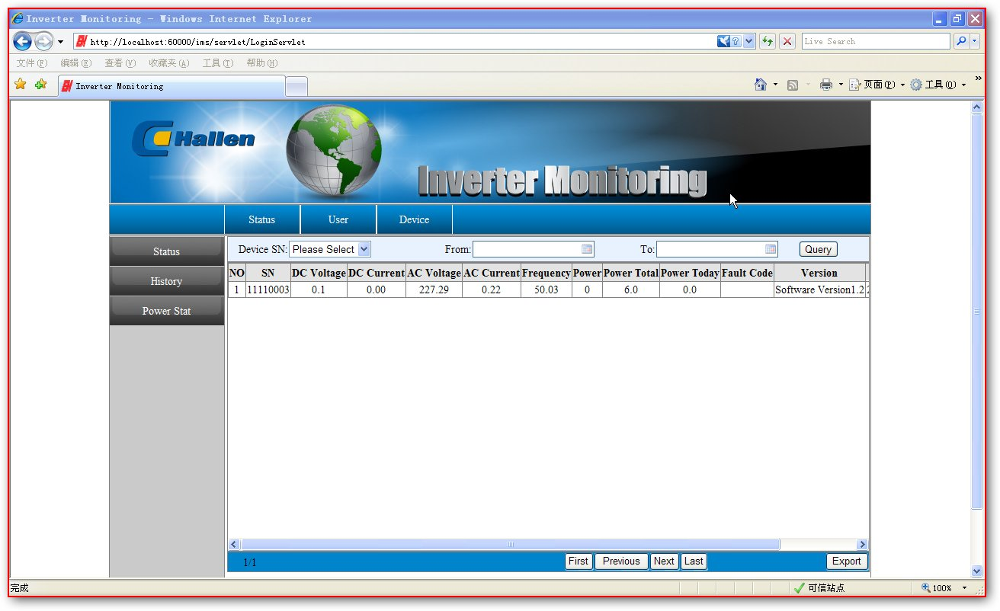 Inverter Monitoring - Windows Internet Explorer
http://localhost:60000/ims/servlet/LoginServlet
Live Search
文件(F) 编辑(E) 查看(V) 收藏夹(A) 工具(T) 帮助(H)
Inverter Monitoring
页面(P) 工具(O)
Hallen
Inverter Monitoring
Status User Device
Status
History
Power Stat
Device SN: Please Select From: To: Query
NO SN DC Voltage DC Current AC Voltage AC Current Frequency Power Power Total Power Today Fault Code Version
1 11110003 0.1 0.00 227.29 0.22 50.03 0 6.0 0.0 Software Version1.2
1/1 First Previous Next Last Export
完成 可信站点 100%